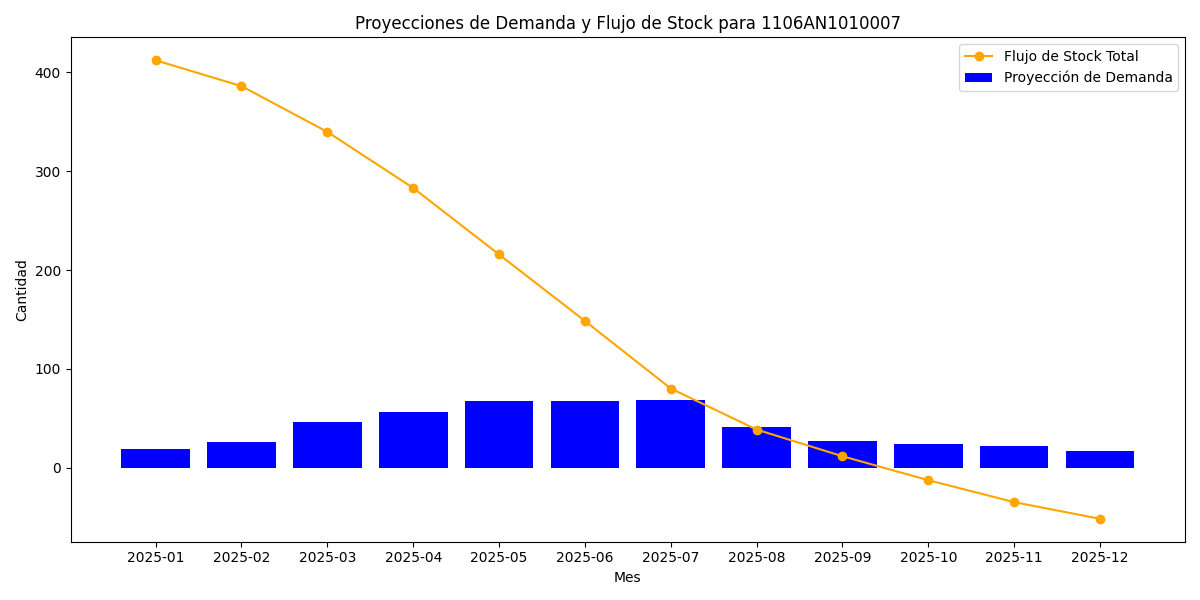 Proyecciones de Demanda y Flujo de Stock para 1106AN1010007
Flujo de Stock Total
Proyección de Demanda
Cantidad
400
300
200
100
0
2025-01 2025-02 2025-03 2025-04 2025-05 2025-06 2025-07 2025-08 2025-09 2025-10 2025-11 2025-12
Mes